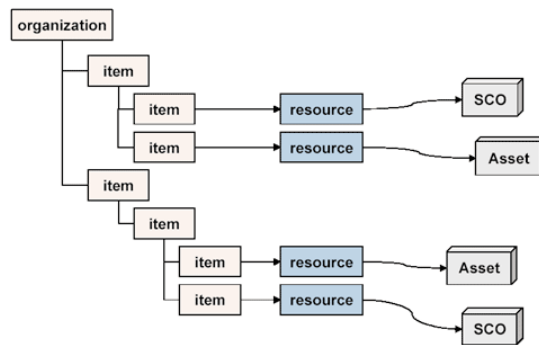 organization
item
item
resource
SCO
item
resource
Asset
item
item
item
resource
Asset
item
resource
SCO